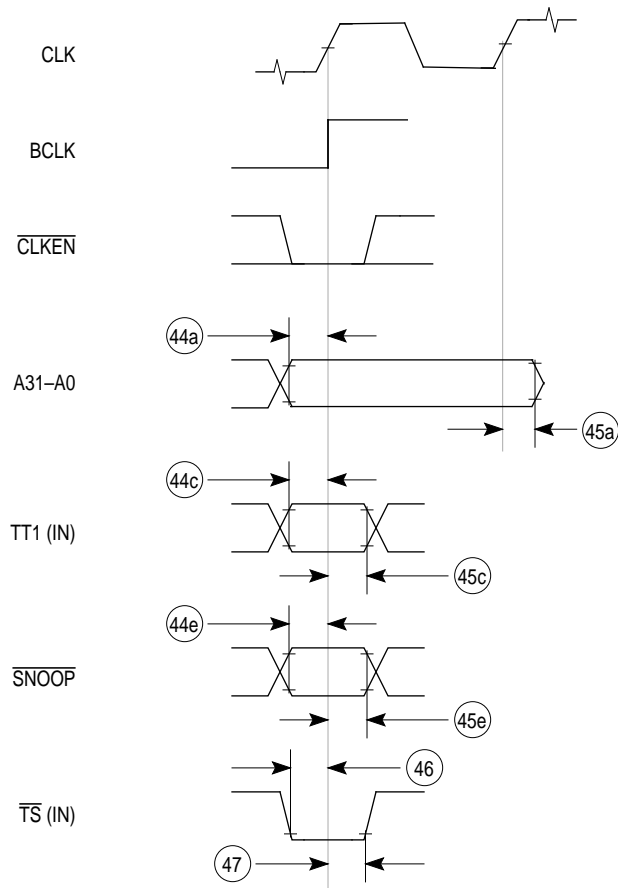 CLK
BCLK
CLKEN
44a
A31–A0
45a
44c
TT1 (IN)
45c
44e
SNOOP
45e
46
TS (IN)
47